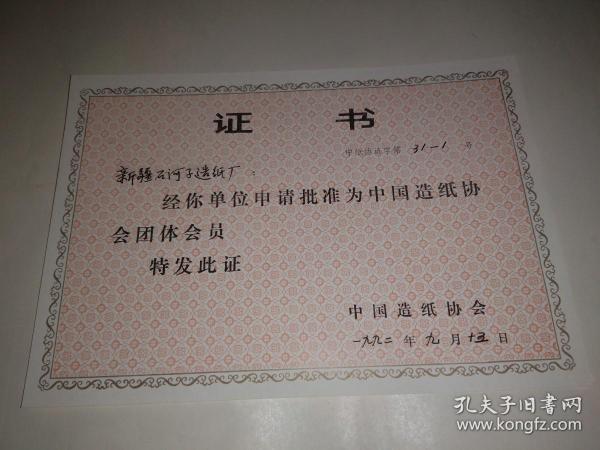 证 书
中纸协证字第 31-1 号
新疆石河子造纸厂：
经你单位申请批准为中国造纸协
会团体会员
特发此证
中国造纸协会
一九九二年九月十五日
孔夫子旧书网
www.kongfz.com